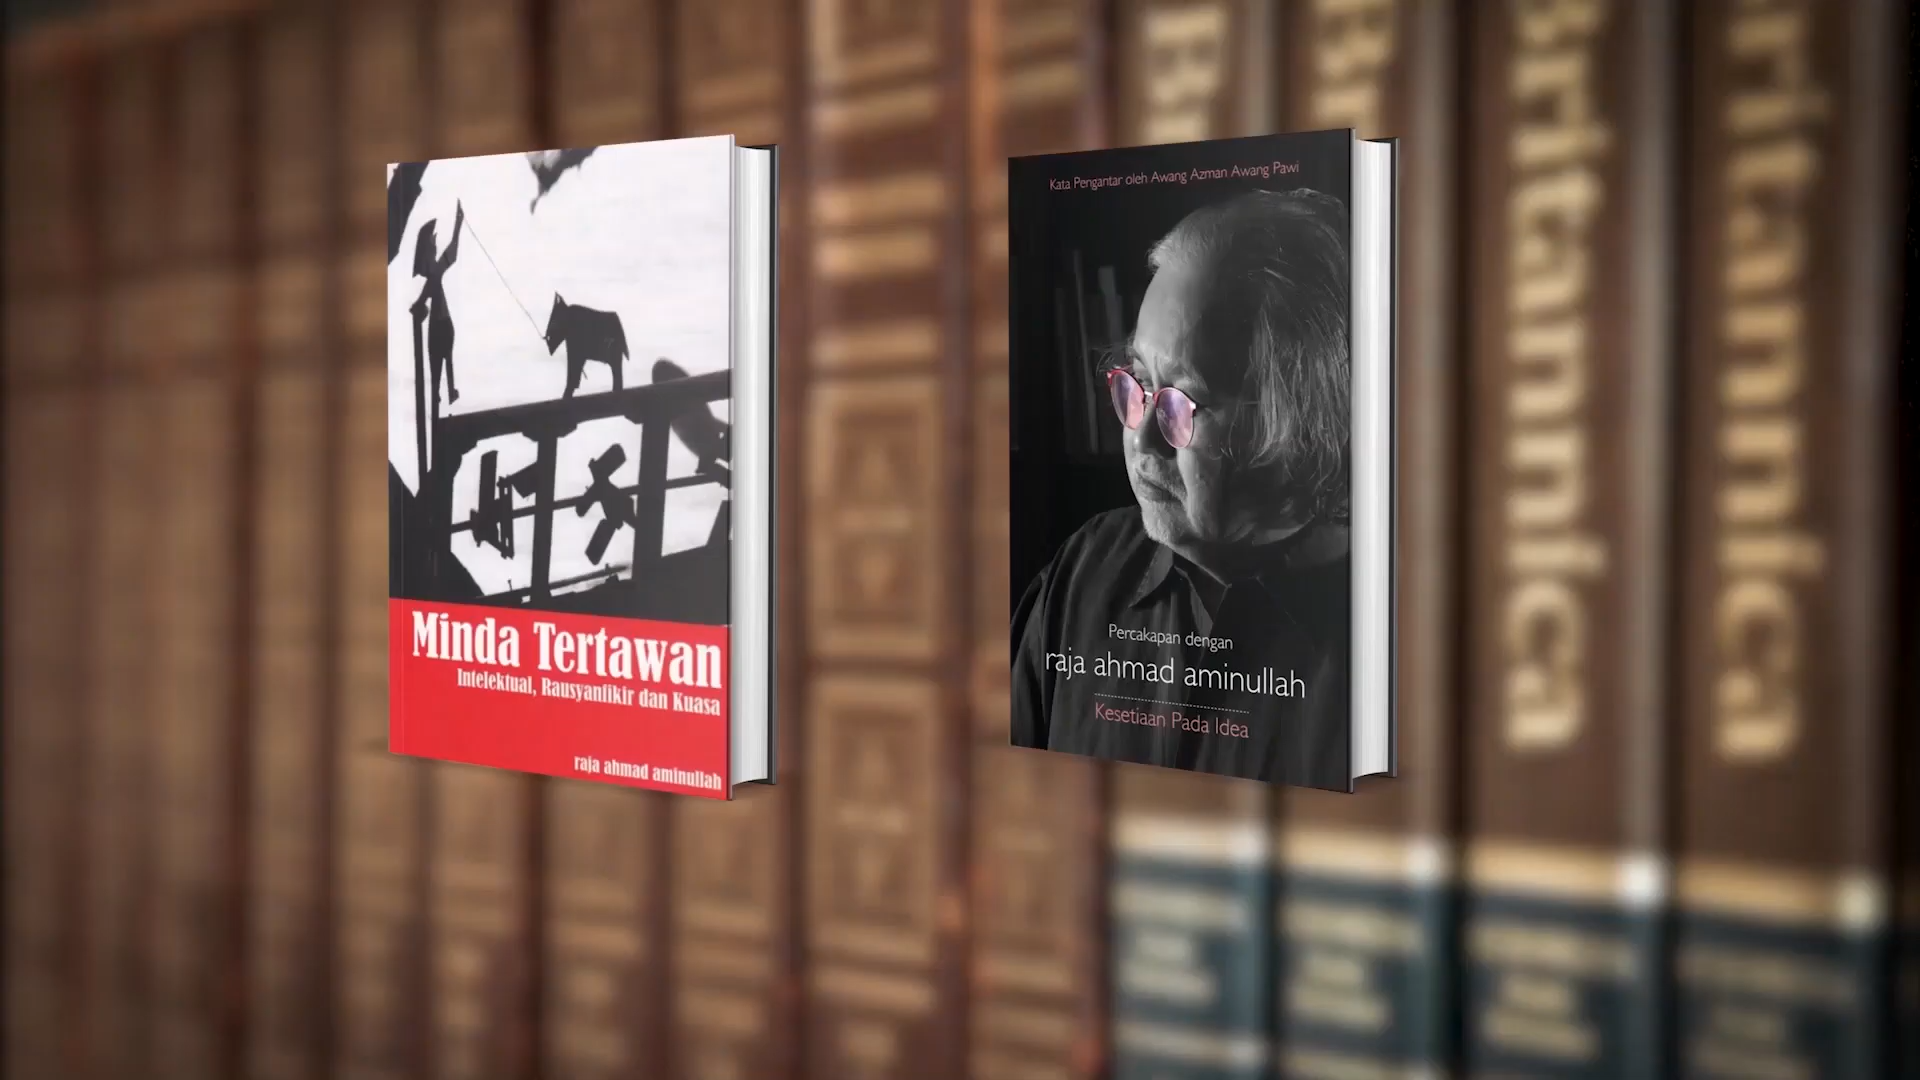 Minda Tertawan
Intelektual, Rausyanfikir dan Kuasa
raja ahmad aminullah
Kata Pengantar oleh Awang Azman Awang Pawi
Percakapan dengan
raja ahmad aminullah
Kesetiaan Pada Idea
Britannica
Britannica